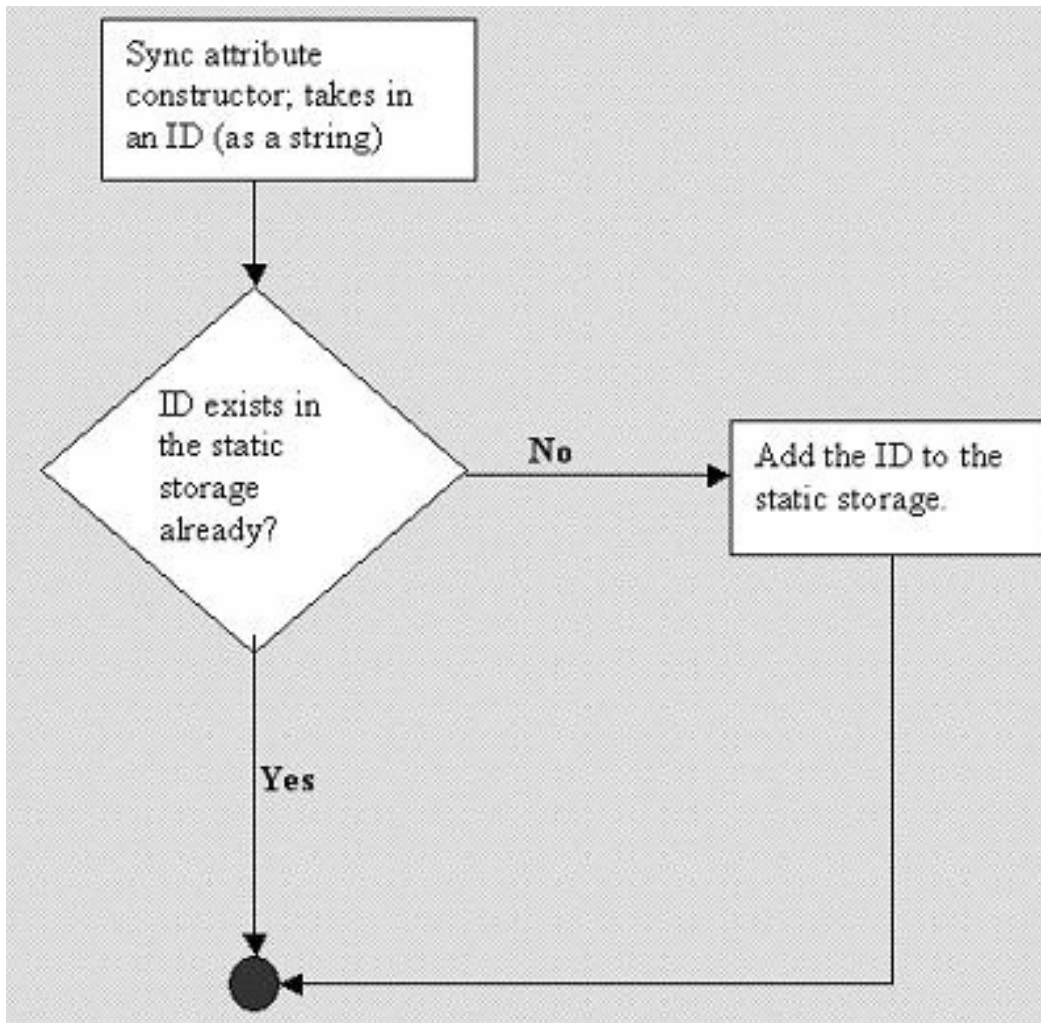 Sync attribute
constructor; takes in
an ID (as a string)
ID exists in
the static
storage
already?
No
Add the ID to the
static storage.
Yes